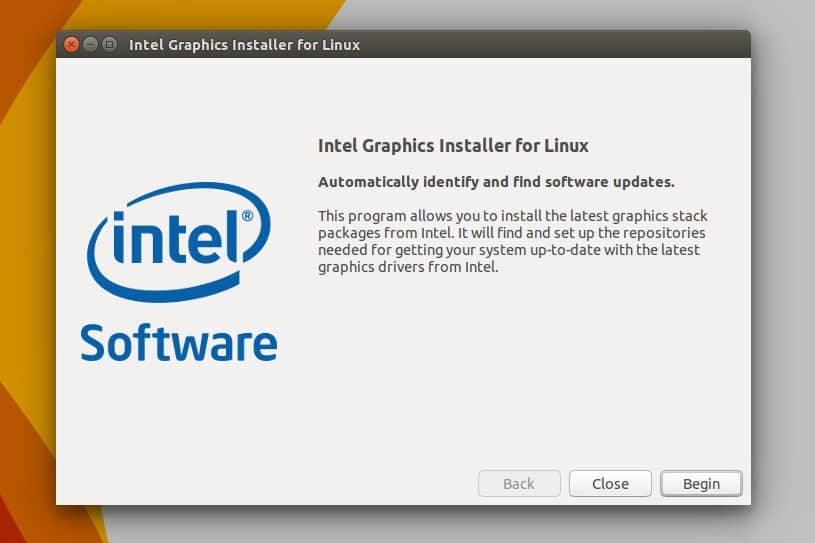 Intel Graphics Installer for Linux
Intel Graphics Installer for Linux
Automatically identify and find software updates.
This program allows you to install the latest graphics stack
packages from Intel. It will find and set up the repositories
needed for getting your system up-to-date with the latest
graphics drivers from Intel.
intel®
Software
Back Close Begin